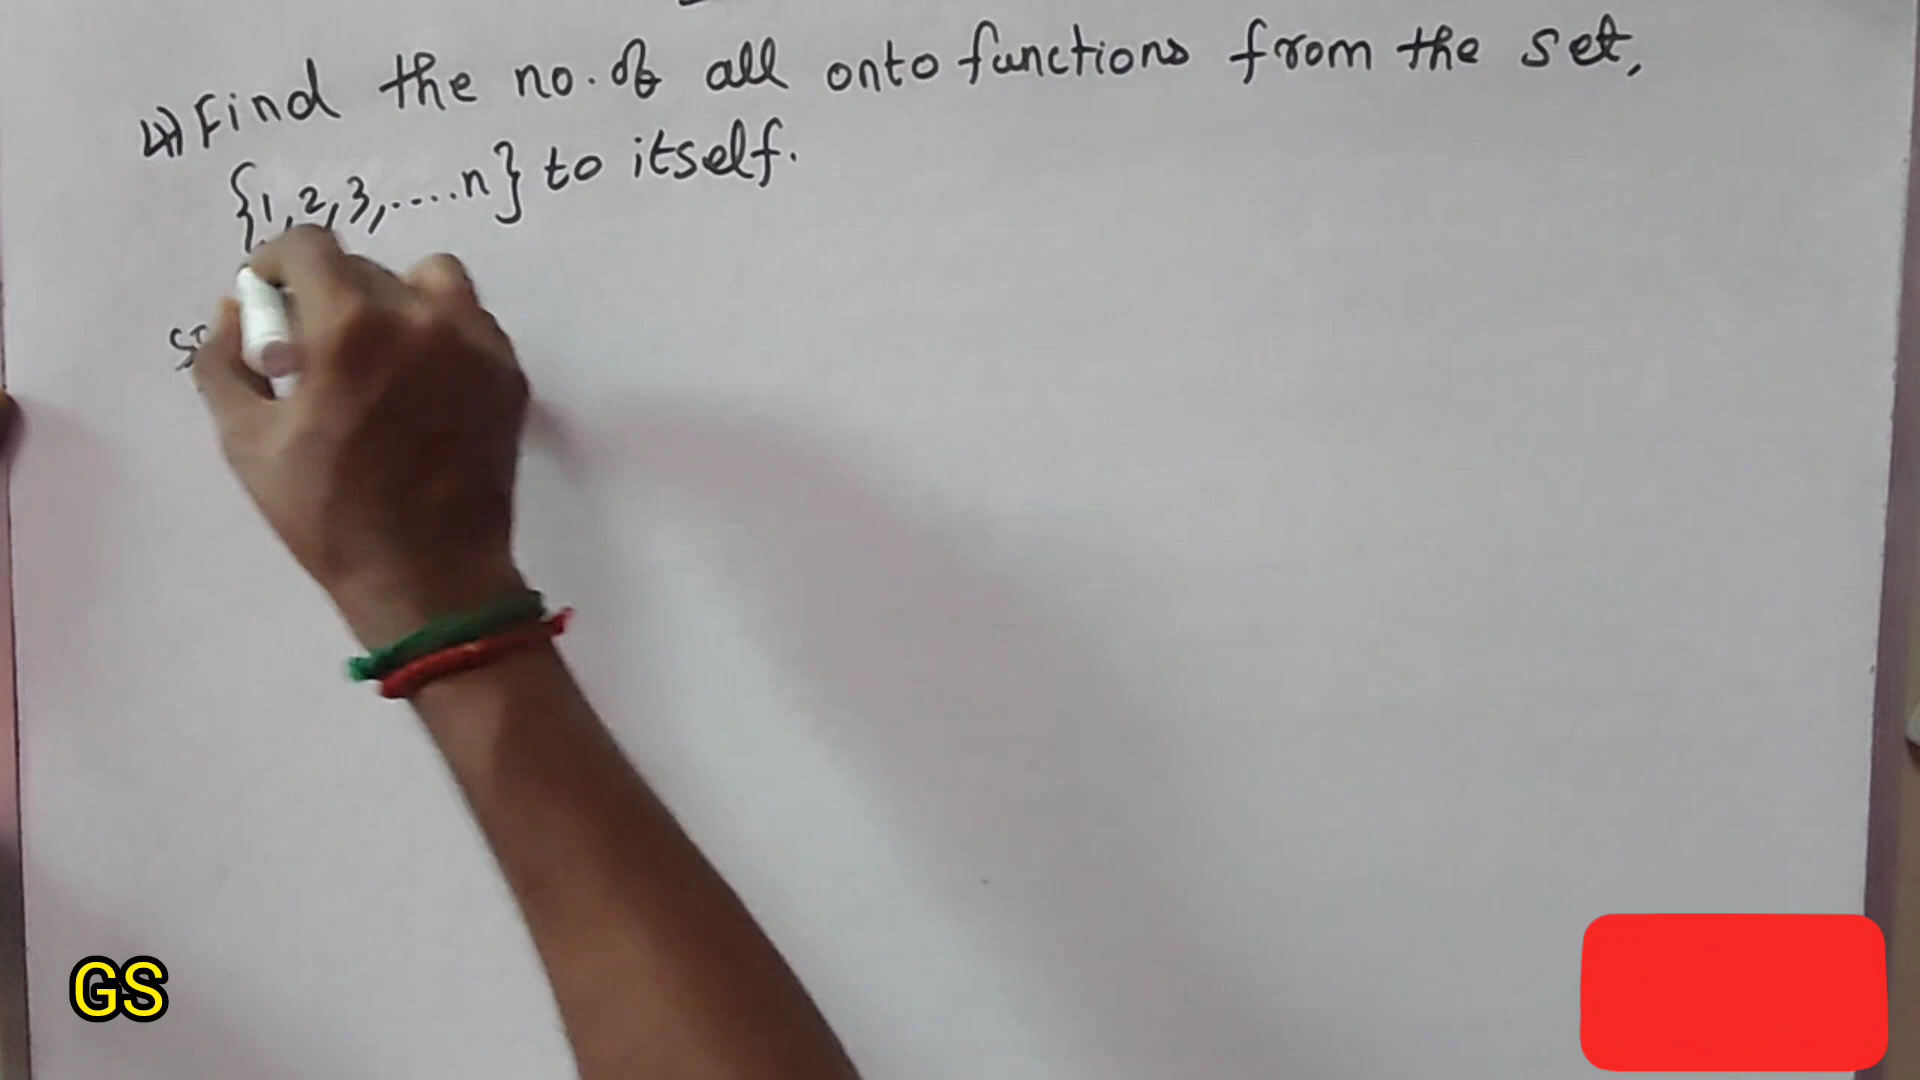 4) Find the no. of all onto functions from the set,
{1,2,3,....n} to itself.
GS